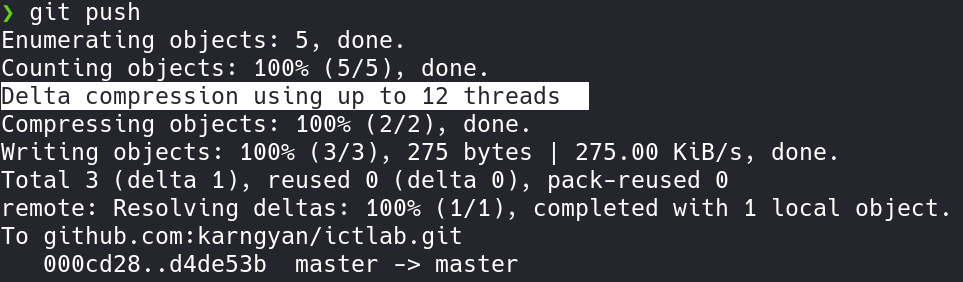 ❯ git push
Enumerating objects: 5, done.
Counting objects: 100% (5/5), done.
Delta compression using up to 12 threads
Compressing objects: 100% (2/2), done.
Writing objects: 100% (3/3), 275 bytes | 275.00 KiB/s, done.
Total 3 (delta 1), reused 0 (delta 0), pack-reused 0
remote: Resolving deltas: 100% (1/1), completed with 1 local object.
To github.com:karngyan/ictlab.git
   000cd28..d4de53b  master -> master